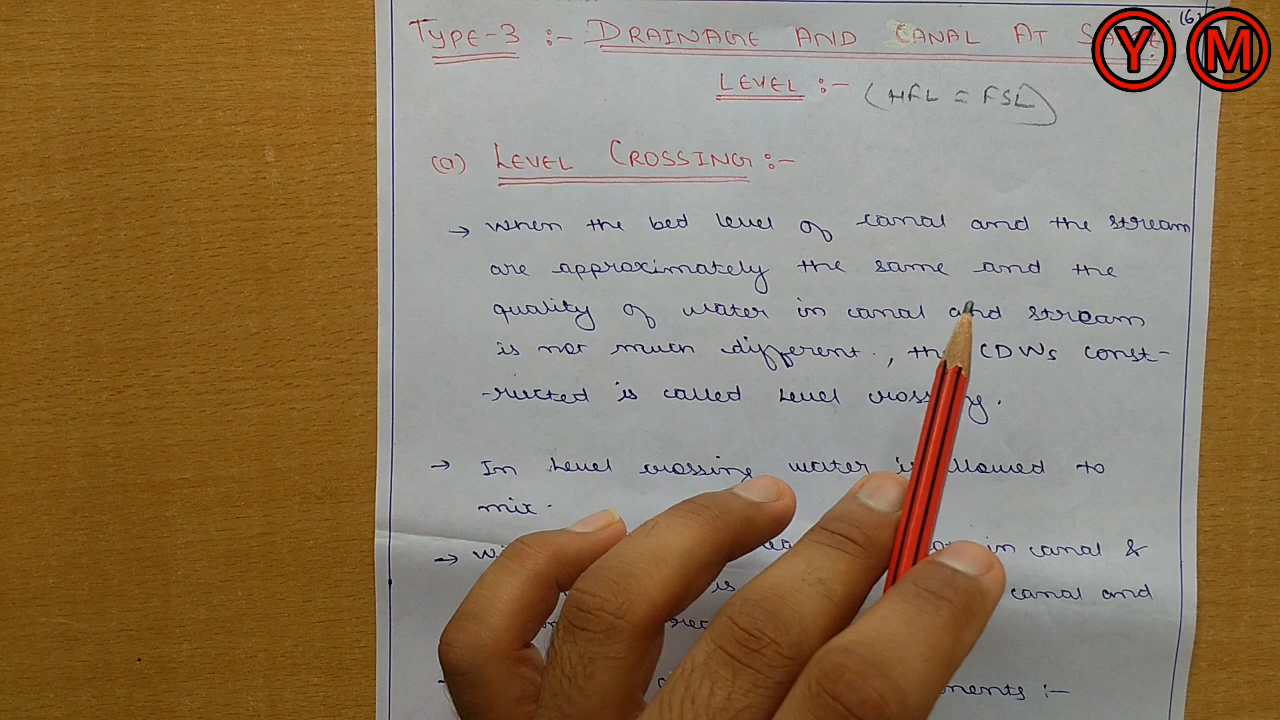 (6)
Y M
TYPE-3 :- DRAINAGE AND CANAL AT
LEVEL :- (HFL = FSL)
(a) LEVEL CROSSING :-
→ When the bed level of canal and the stream
are approximately the same and the
quality of water in canal and stream
is not much different, the CDWs const-
-ructed is called level crossing.
→ In level crossing water is allowed to
mix.
→ in canal &
is canal and
:-